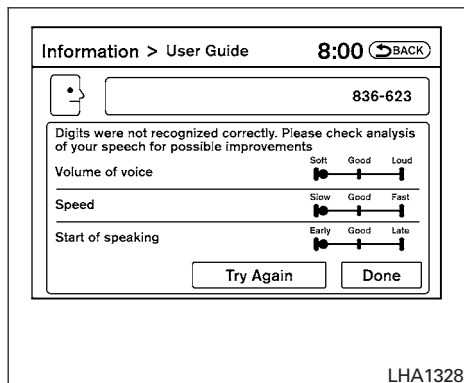 Information > User Guide 8:00 BACK
836-623
Digits were not recognized correctly. Please check analysis
of your speech for possible improvements
Soft Good Loud
Volume of voice
Slow Good Fast
Speed
Early Good Late
Start of speaking
Try Again Done
LHA1328